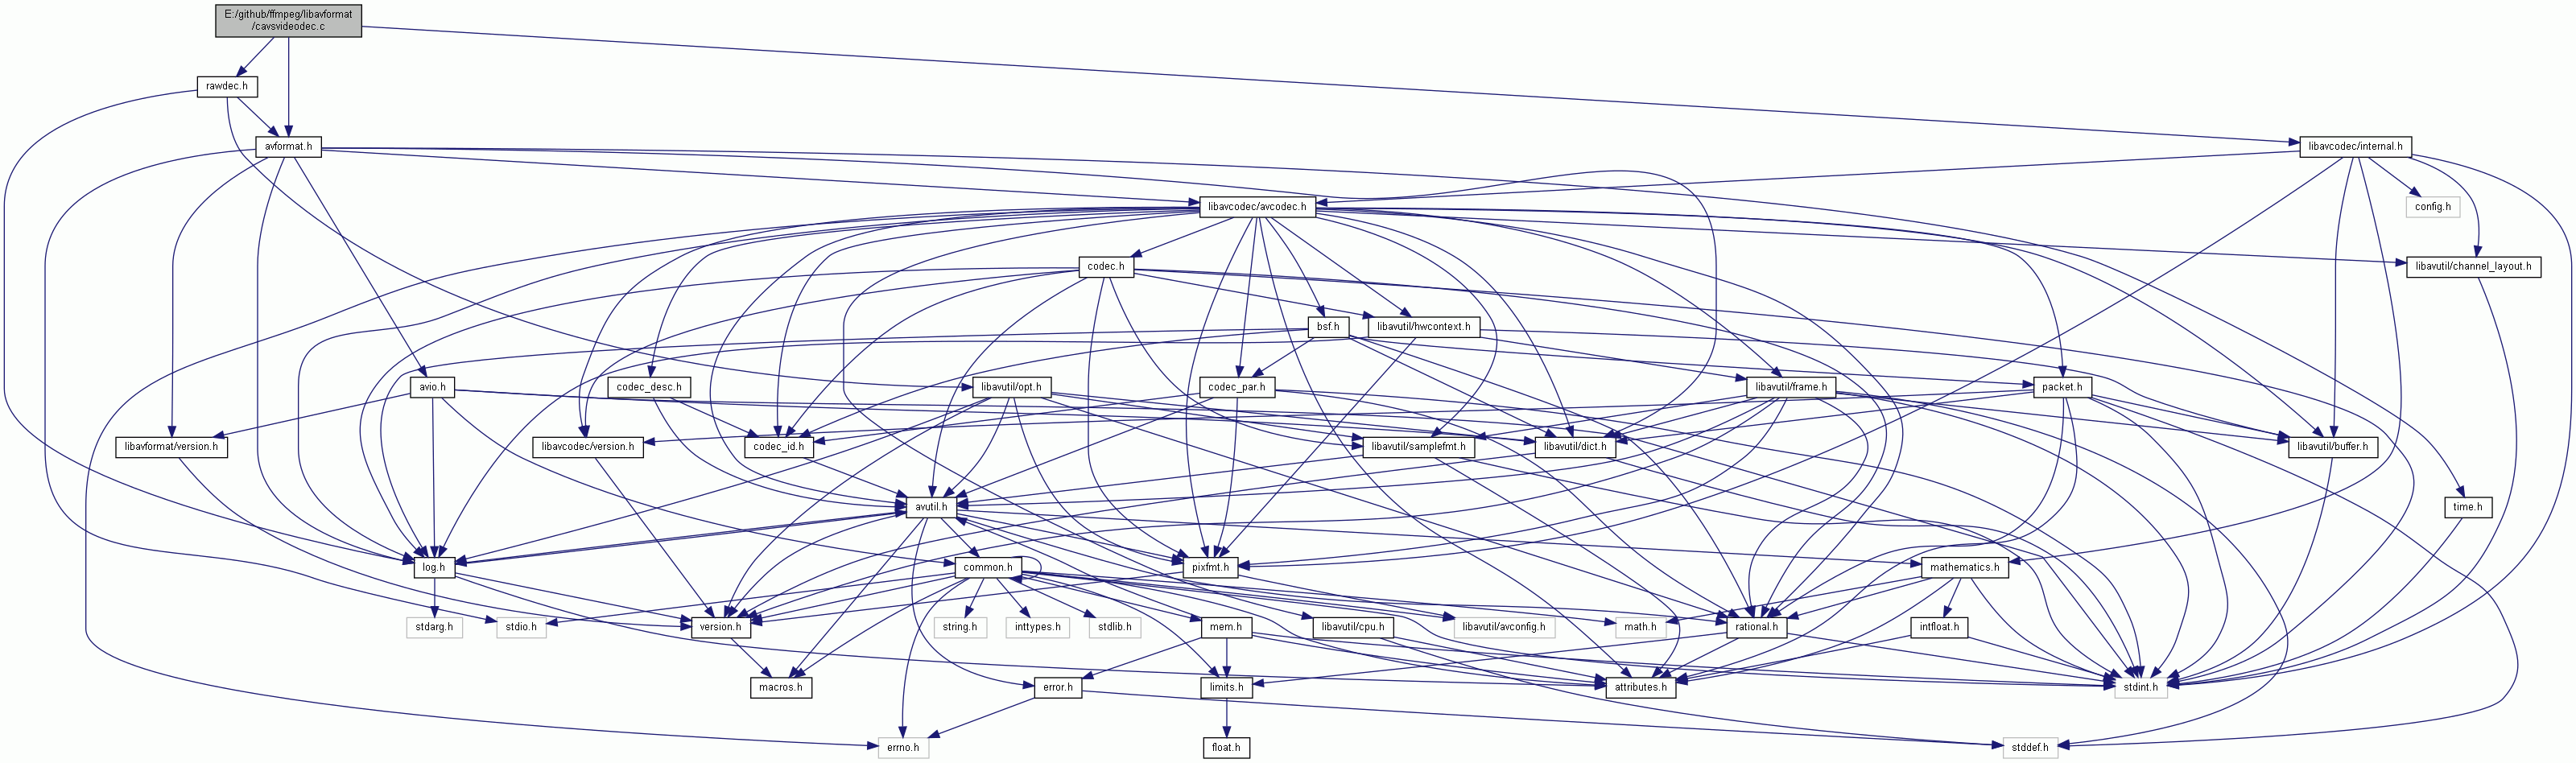 E:/github/ffmpeg/libavformat
/cavsvideodec.c
rawdec.h
avformat.h
libavcodec/internal.h
libavcodec/avcodec.h
config.h
codec.h
libavutil/channel_layout.h
bsf.h
libavutil/hwcontext.h
avio.h
codec_desc.h
libavutil/opt.h
codec_par.h
libavutil/frame.h
packet.h
libavformat/version.h
libavcodec/version.h
codec_id.h
libavutil/samplefmt.h
libavutil/dict.h
libavutil/buffer.h
avutil.h
time.h
log.h
common.h
pixfmt.h
mathematics.h
stdarg.h
stdio.h
version.h
string.h
inttypes.h
stdlib.h
mem.h
libavutil/cpu.h
libavutil/avconfig.h
math.h
rational.h
intfloat.h
macros.h
error.h
limits.h
attributes.h
stdint.h
errno.h
float.h
stddef.h